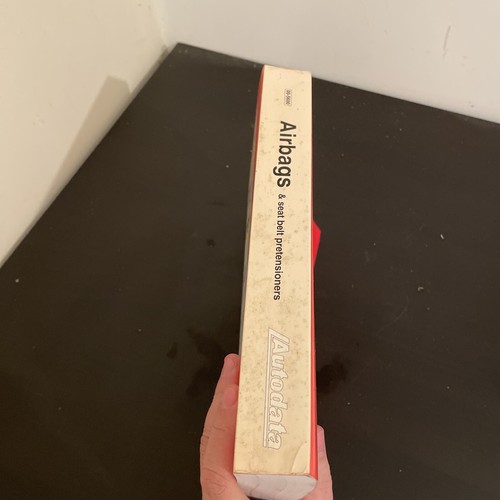 Airbags & seat belt pretensioners
Autodata